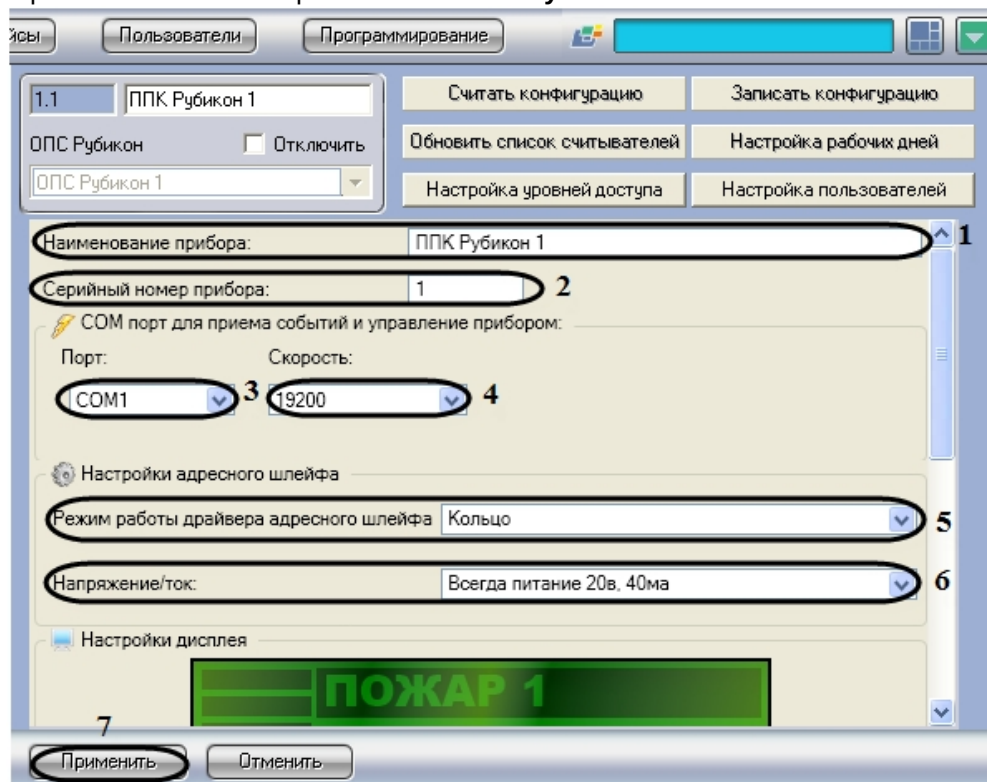 йсы Пользователи Программирование
1.1 ППК Рубикон 1 Считать конфигурацию Записать конфигурацию
ОПС Рубикон Отключить Обновить список считывателей Настройка рабочих дней
ОПС Рубикон 1 Настройка уровней доступа Настройка пользователей
Наименование прибора: ППК Рубикон 1 1
Серийный номер прибора: 1 2
COM порт для приема событий и управление прибором:
Порт: Скорость:
COM1 3 19200 4
Настройки адресного шлейфа
Режим работы драйвера адресного шлейфа Кольцо 5
Напряжение/ток: Всегда питание 20в, 40ма 6
Настройки дисплея
ПОЖАР 1
7
Применить Отменить